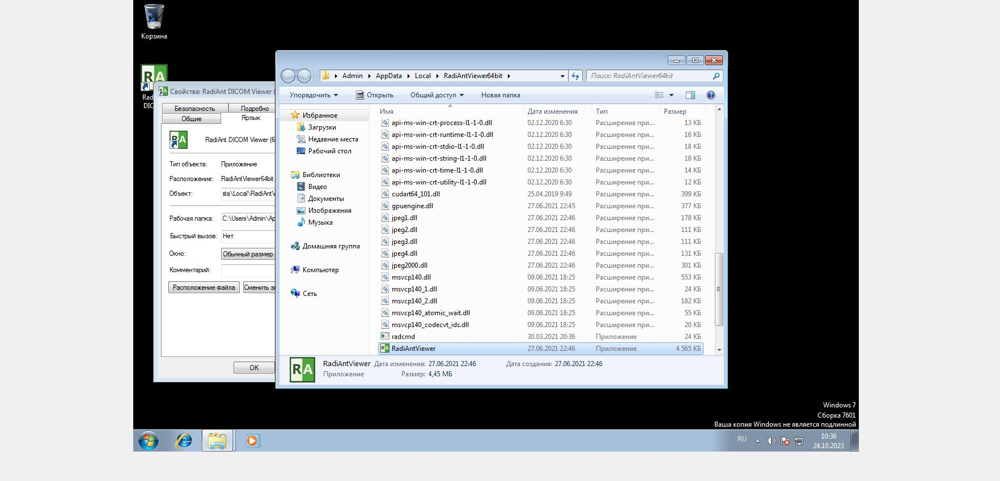 Корзина
RA
Rad
DIC
Свойства: RadiAnt DICOM Viewer (
Безопасность
Подробно
Общие
Ярлык
RA
RadiAnt DICOM Viewer (6
Тип объекта: Приложение
Расположение: RadiAntViewer64bit
Объект: ata\Local\RadiAntV
Рабочая папка: C:\Users\Admin\Ap
Быстрый вызов: Нет
Окно: Обычный размер
Комментарий:
Расположение файла
Сменить зн
OK
Admin AppData Local RadiAntViewer64bit
Поиск: RadiAntViewer64bit
Упорядочить Открыть Общий доступ Новая папка
Избранное
Загрузки
Недавние места
Рабочий стол
Библиотеки
Видео
Документы
Изображения
Музыка
Домашняя группа
Компьютер
Сеть
Имя Дата изменения Тип Размер
api-ms-win-crt-process-l1-1-0.dll 02.12.2020 6:30 Расширение при... 13 КБ
api-ms-win-crt-runtime-l1-1-0.dll 02.12.2020 6:30 Расширение при... 16 КБ
api-ms-win-crt-stdio-l1-1-0.dll 02.12.2020 6:30 Расширение при... 18 КБ
api-ms-win-crt-string-l1-1-0.dll 02.12.2020 6:30 Расширение при... 18 КБ
api-ms-win-crt-time-l1-1-0.dll 02.12.2020 6:30 Расширение при... 14 КБ
api-ms-win-crt-utility-l1-1-0.dll 02.12.2020 6:30 Расширение при... 12 КБ
cudart64_101.dll 25.04.2019 9:49 Расширение при... 399 КБ
gpuengine.dll 27.06.2021 22:45 Расширение при... 377 КБ
jpeg1.dll 27.06.2021 22:46 Расширение при... 178 КБ
jpeg2.dll 27.06.2021 22:46 Расширение при... 111 КБ
jpeg3.dll 27.06.2021 22:46 Расширение при... 111 КБ
jpeg4.dll 27.06.2021 22:46 Расширение при... 131 КБ
jpeg2000.dll 27.06.2021 22:46 Расширение при... 301 КБ
msvcp140.dll 09.06.2021 18:25 Расширение при... 553 КБ
msvcp140_1.dll 09.06.2021 18:25 Расширение при... 24 КБ
msvcp140_2.dll 09.06.2021 18:25 Расширение при... 182 КБ
msvcp140_atomic_wait.dll 09.06.2021 18:25 Расширение при... 55 КБ
msvcp140_codecvt_ids.dll 09.06.2021 18:25 Расширение при... 20 КБ
radcmd 30.03.2021 20:36 Приложение 24 КБ
RA RadiAntViewer 27.06.2021 22:46 Приложение 4 565 КБ
RA
RadiAntViewer Дата изменения: 27.06.2021 22:46 Дата создания: 27.06.2021 22:46
Приложение Размер: 4,45 МБ
Windows 7
Сборка 7601
Ваша копия Windows не является подлинной
RU
10:36
24.10.2023